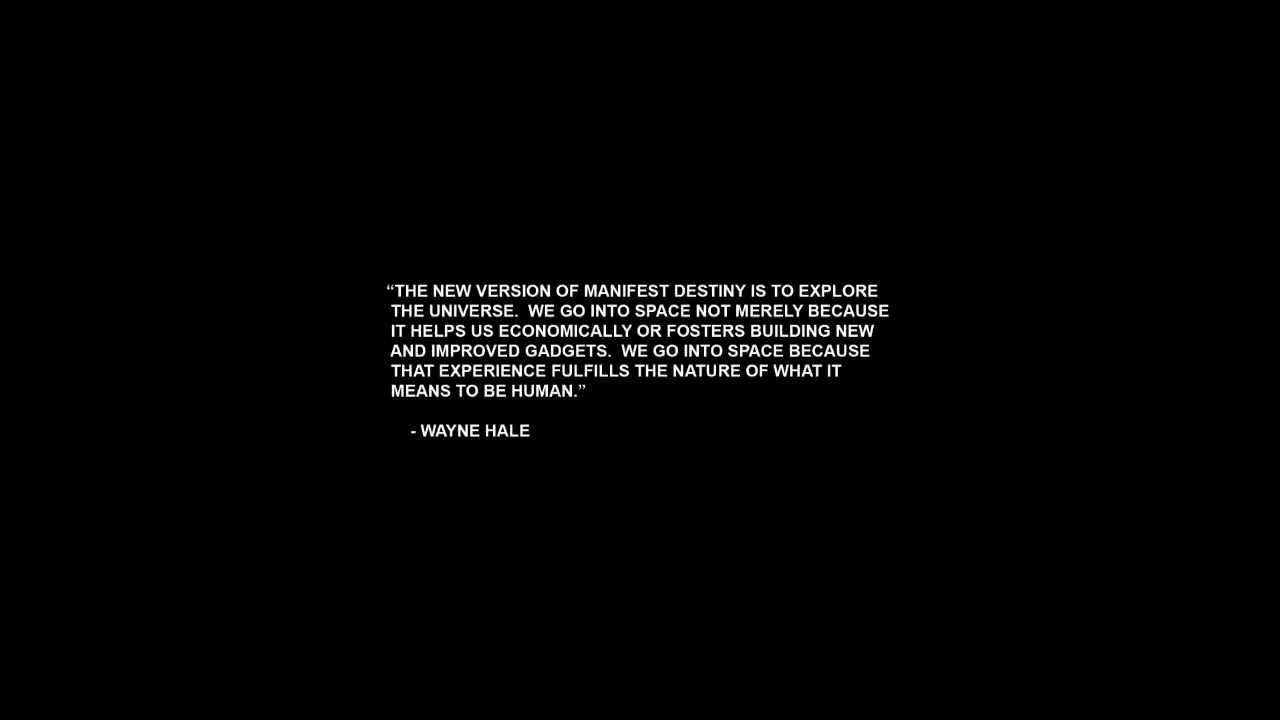 “THE NEW VERSION OF MANIFEST DESTINY IS TO EXPLORE
THE UNIVERSE.  WE GO INTO SPACE NOT MERELY BECAUSE
IT HELPS US ECONOMICALLY OR FOSTERS BUILDING NEW
AND IMPROVED GADGETS.  WE GO INTO SPACE BECAUSE
THAT EXPERIENCE FULFILLS THE NATURE OF WHAT IT
MEANS TO BE HUMAN.”
- WAYNE HALE